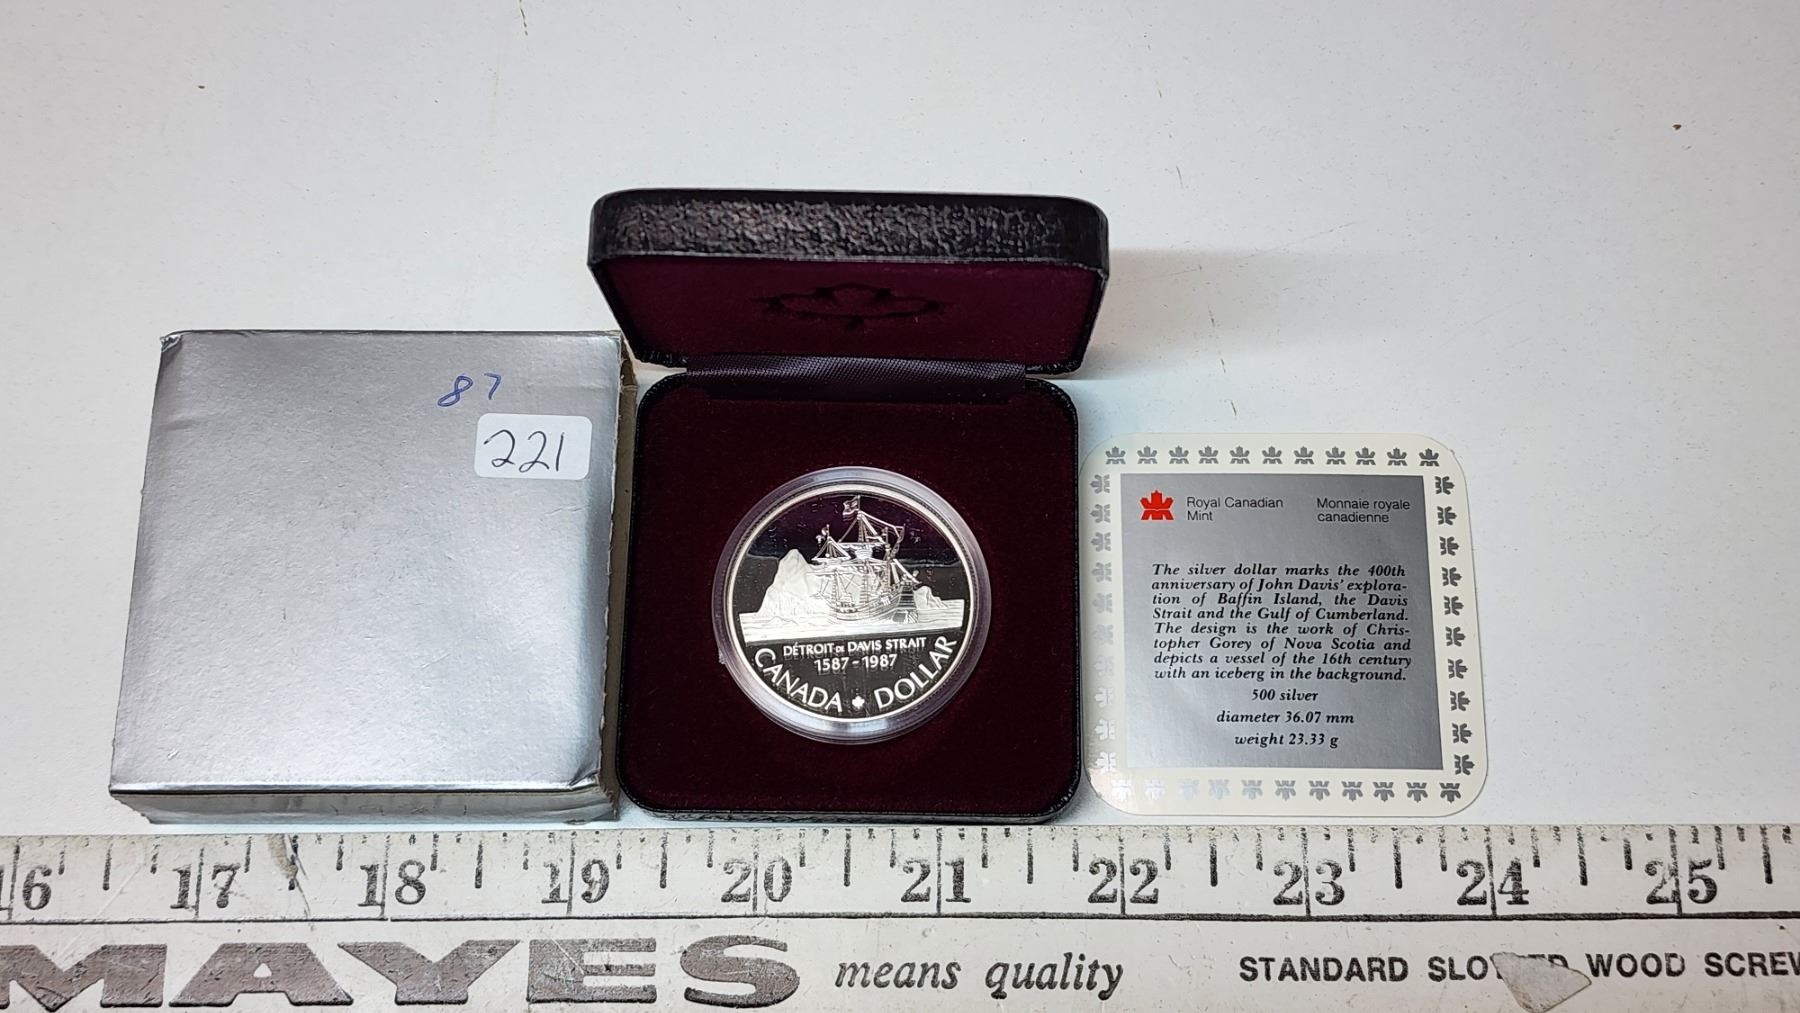 87
221
DÉTROIT DE DAVIS STRAIT
1587-1987
CANADA DOLLAR
Royal Canadian
Mint
Monnaie royale
canadienne
The silver dollar marks the 400th
anniversary of John Davis' explora-
tion of Baffin Island, the Davis
Strait and the Gulf of Cumberland.
The design is the work of Chris-
topher Gorey of Nova Scotia and
depicts a vessel of the 16th century
with an iceberg in the background.
500 silver
diameter 36.07 mm
weight 23.33 g
16 17 18 19 20 21 22 23 24 25
MAYES means quality STANDARD WOOD SCREW